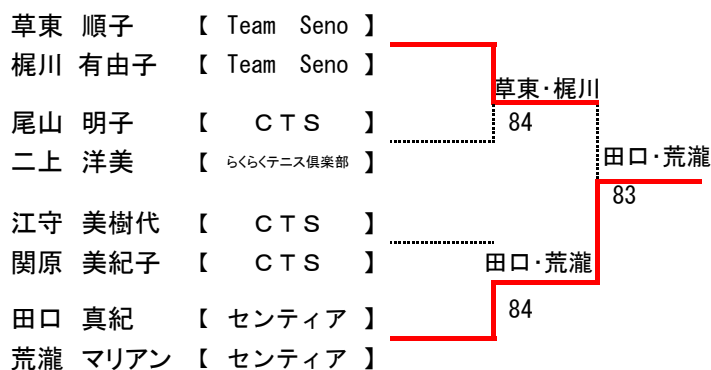 草東 順子 【 Team Seno 】
梶川 有由子 【 Team Seno 】
草東・梶川
尾山 明子 【 ＣＴＳ 】
84
二上 洋美 【 らくらくテニス倶楽部 】
田口・荒瀧
83
江守 美樹代 【 ＣＴＳ 】
関原 美紀子 【 ＣＴＳ 】
田口・荒瀧
田口 真紀 【 センティア 】
84
荒瀧 マリアン 【 センティア 】